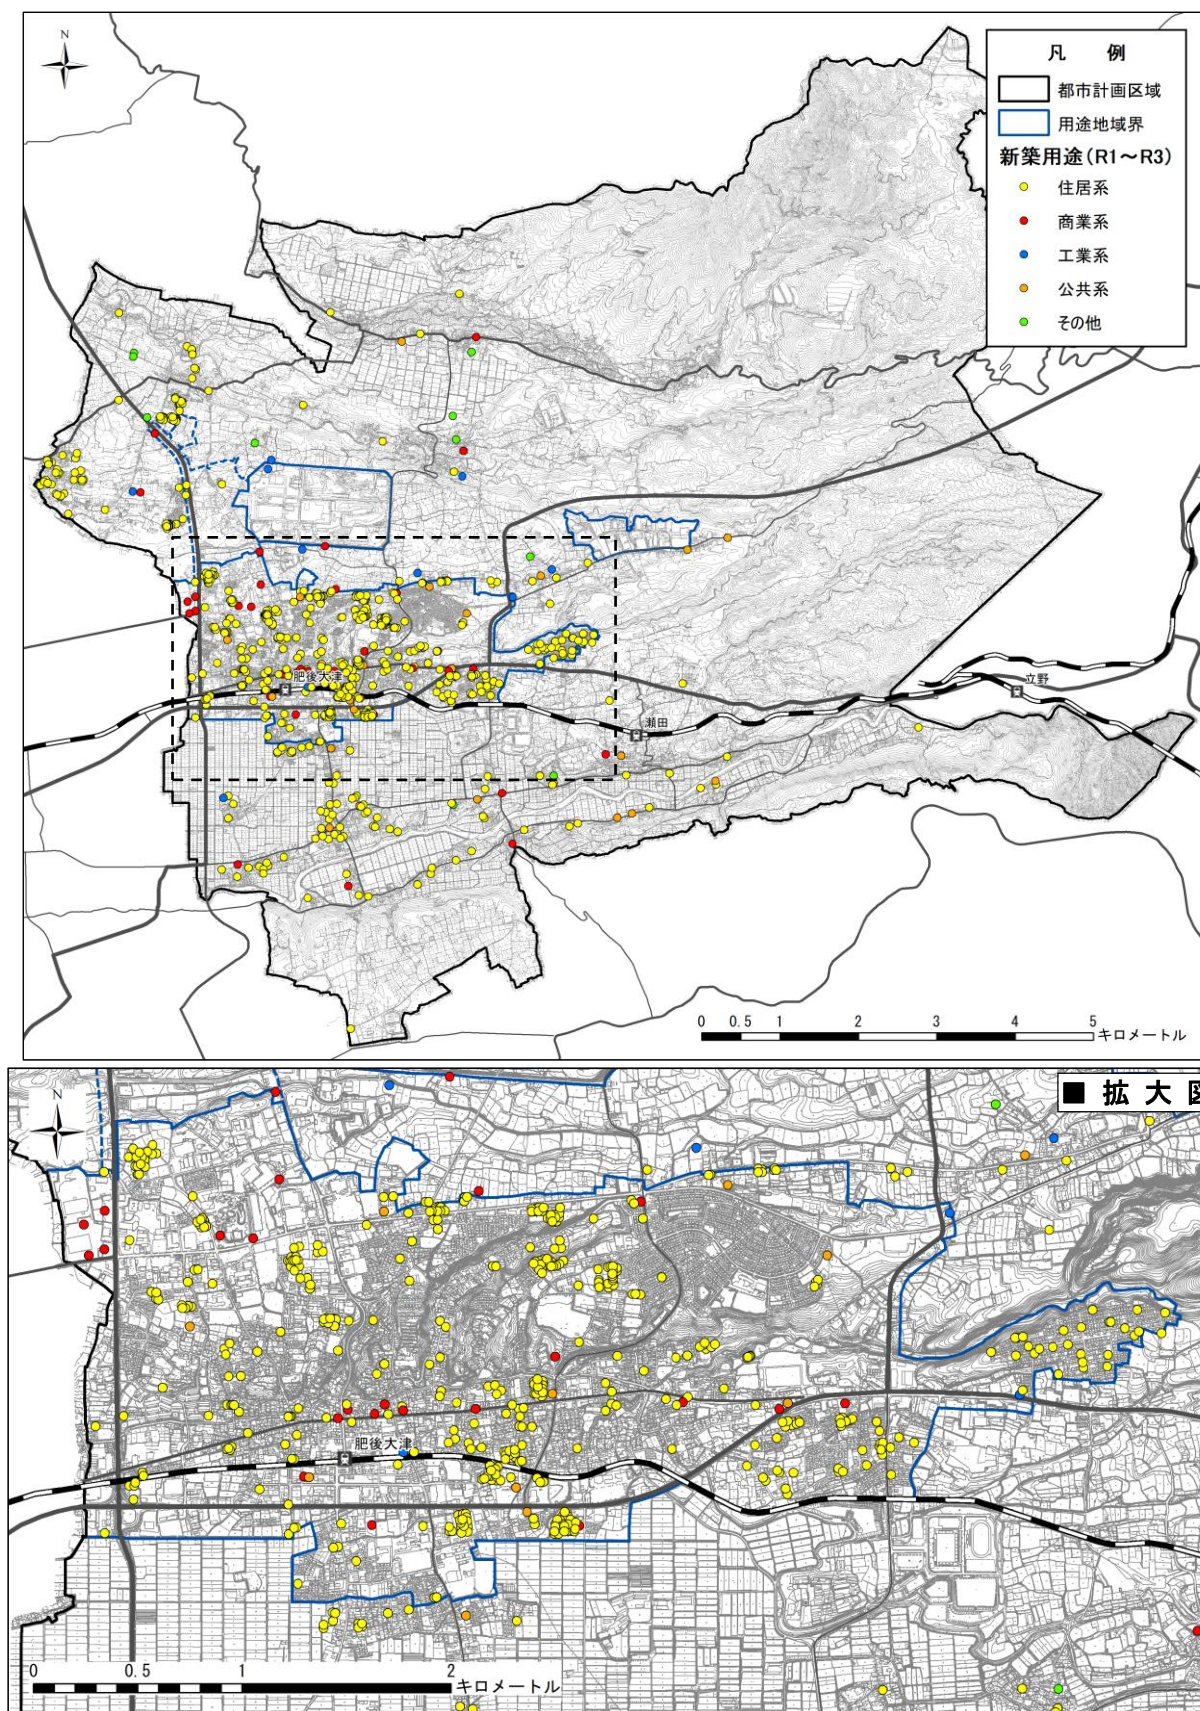 N
凡 例
都市計画区域
用途地域界
新築用途(R1～R3)
住居系
商業系
工業系
公共系
その他
肥後大津
瀬田
立野
0 0.5 1 2 3 4 5
キロメートル
■ 拡 大 図
N
肥後大津
0 0.5 1 2
キロメートル